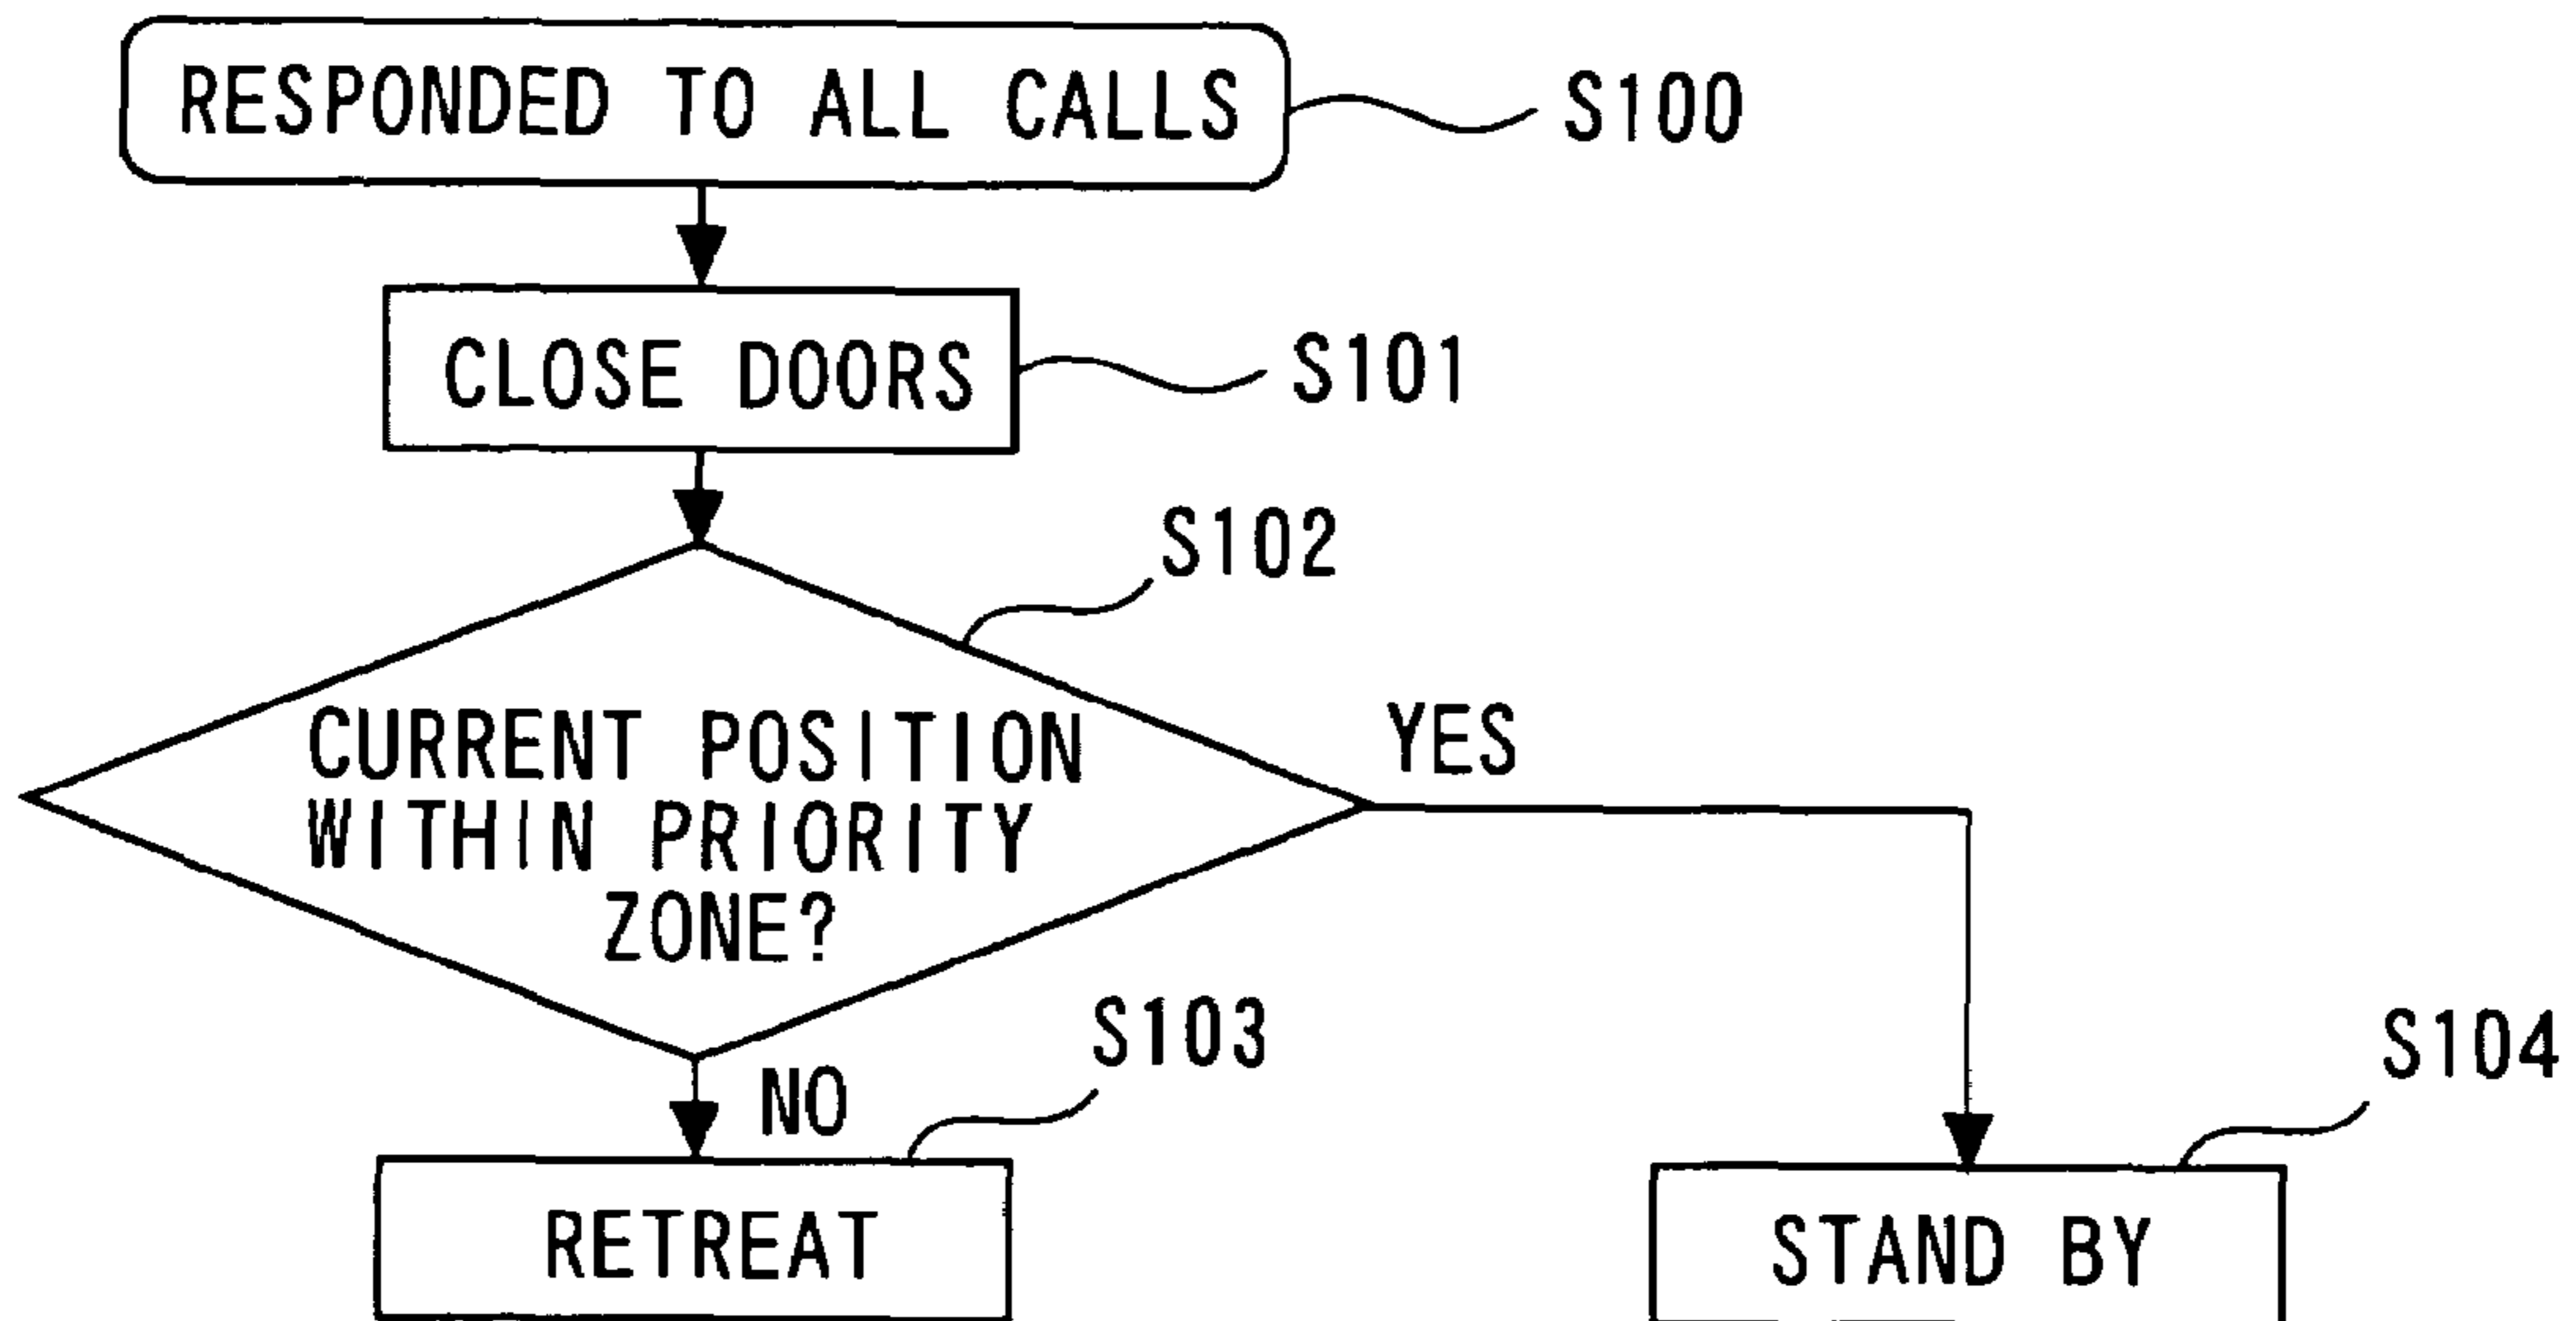 RESPONDED TO ALL CALLS
S100
CLOSE DOORS
S101
S102
CURRENT POSITION
WITHIN PRIORITY
ZONE?
YES
NO
S103
S104
RETREAT
STAND BY